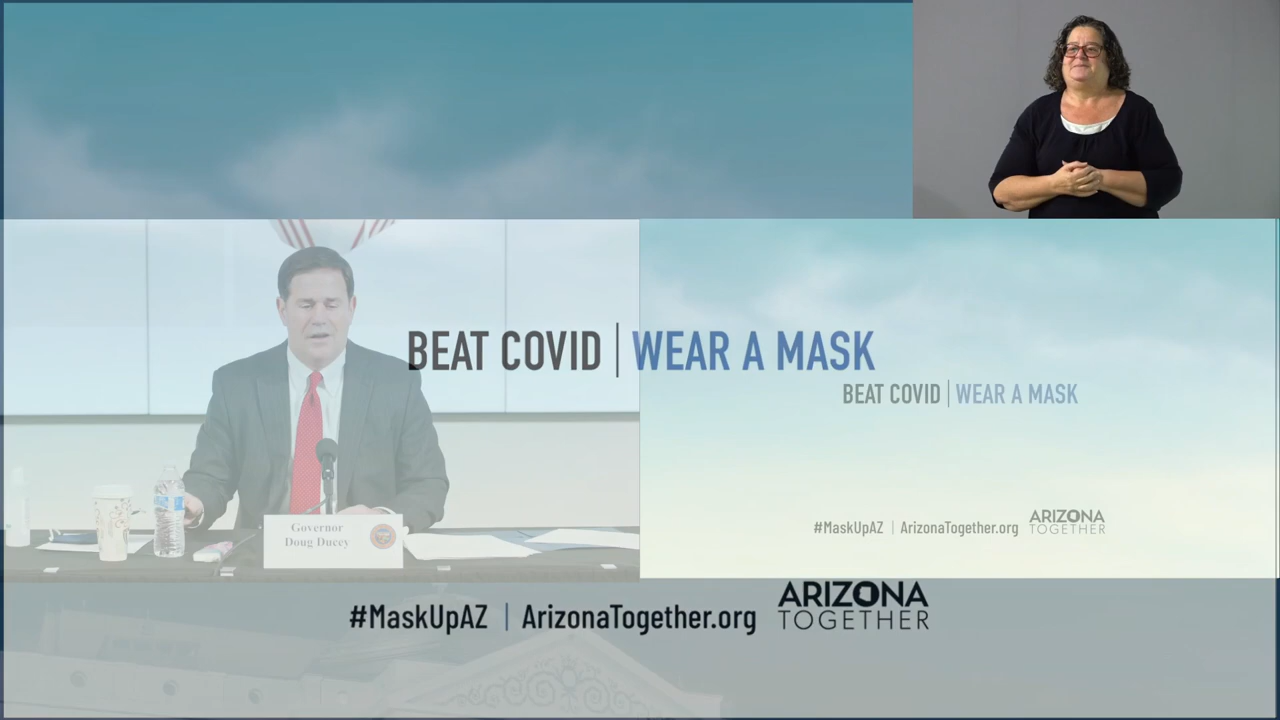 BEAT COVID | WEAR A MASK
BEAT COVID | WEAR A MASK
Governor
Doug Ducey
#MaskUpAZ | ArizonaTogether.org ARIZONA TOGETHER
#MaskUpAZ | ArizonaTogether.org ARIZONA TOGETHER